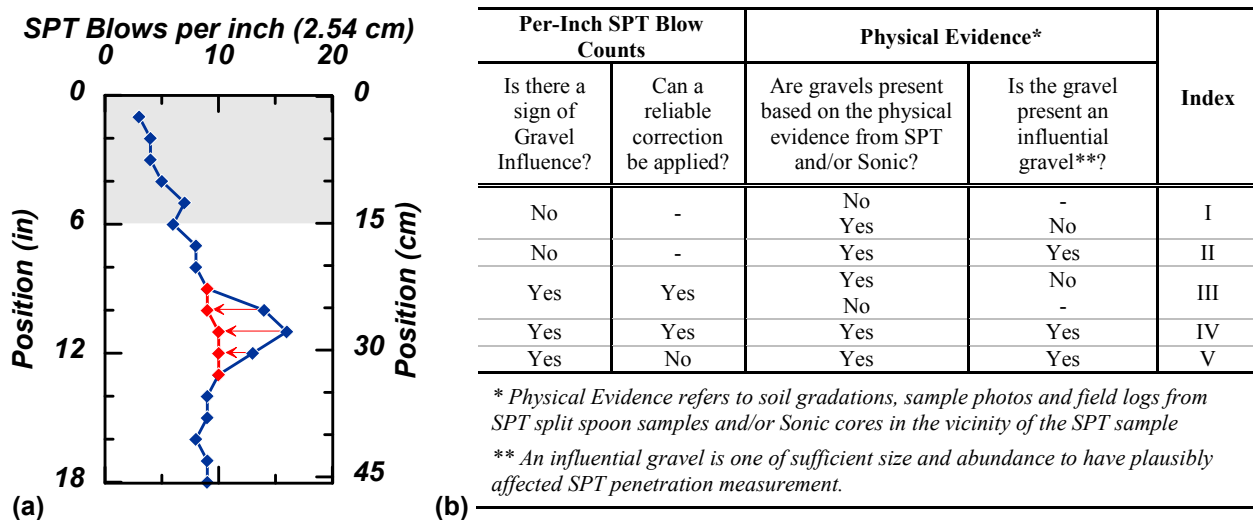 SPT Blows per inch (2.54 cm)
0 10 20
0 0
6 15
12 30
18 45
Position (in)
Position (cm)
(a)
Per-Inch SPT Blow
Counts
Physical Evidence*
Index
Is there a
sign of
Gravel
Influence?
Can a
reliable
correction
be applied?
Are gravels present
based on the physical
evidence from SPT
and/or Sonic?
Is the gravel
present an
influential
gravel**?
No - No - I
Yes No
No - Yes Yes II
Yes Yes Yes No III
No -
Yes Yes Yes Yes IV
Yes No Yes Yes V
* Physical Evidence refers to soil gradations, sample photos and field logs from
SPT split spoon samples and/or Sonic cores in the vicinity of the SPT sample
** An influential gravel is one of sufficient size and abundance to have plausibly
affected SPT penetration measurement.
(b)